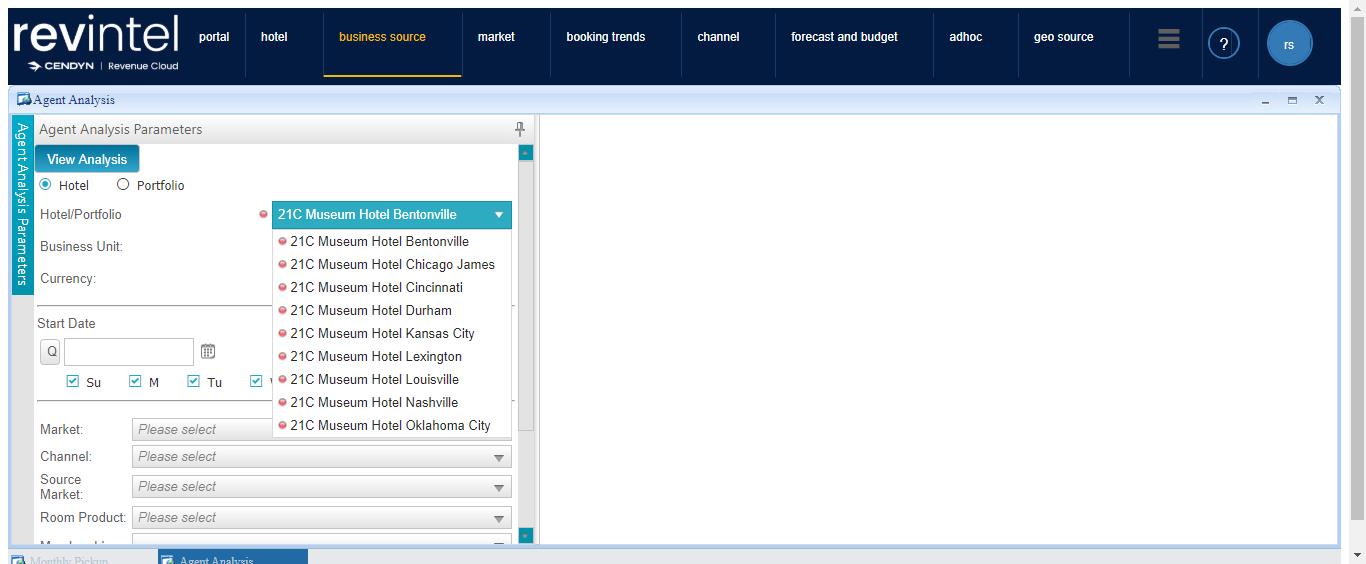 revintel
CENDYN | Revenue Cloud
portal hotel business source market booking trends channel forecast and budget adhoc geo source ? rs
Agent Analysis
Agent Analysis Parameters
Agent Analysis Parameters
View Analysis
Hotel Portfolio
Hotel/Portfolio 21C Museum Hotel Bentonville
21C Museum Hotel Bentonville
Business Unit:
21C Museum Hotel Chicago James
Currency:
21C Museum Hotel Cincinnati
21C Museum Hotel Durham
Start Date
21C Museum Hotel Kansas City
Q
21C Museum Hotel Lexington
Su M Tu
21C Museum Hotel Louisville
21C Museum Hotel Nashville
21C Museum Hotel Oklahoma City
Market: Please select
Channel: Please select
Source
Market: Please select
Room Product: Please select
Monthly Pickup Agent Analysis